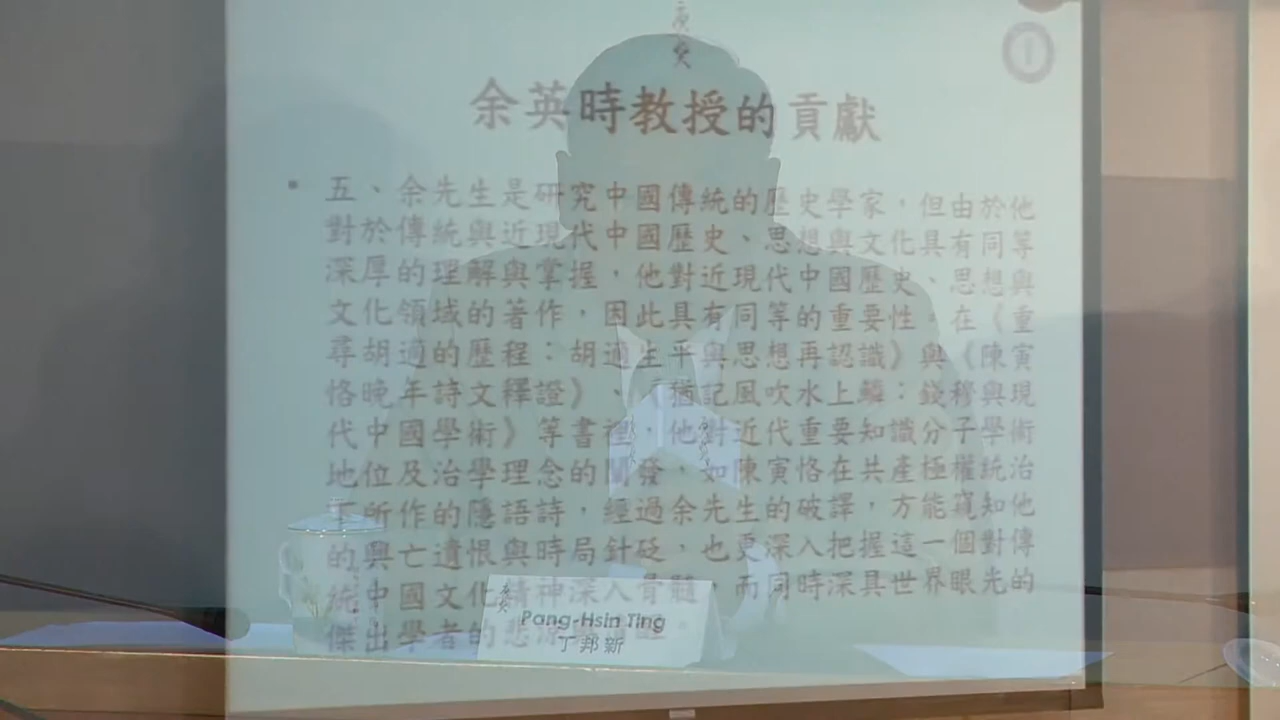 余英時教授的貢獻
• 五、余先生是研究中國傳統的歷史學家，但由於他
對於傳統與近現代中國歷史、思想與文化具有同等
深厚的理解與掌握，他對近現代中國歷史、思想與
文化領域的著作，因此具有同等的重要性。在《重
尋胡適的歷程：胡適生平與思想再認識》與《陳寅
恪晚年詩文釋證》、《猶記風吹水上鱗：錢穆與現
代中國學術》等書裡，他對近代重要知識分子學術
地位及治學理念的闡發，如陳寅恪在共產極權統治
下所作的隱語詩，經過余先生的破譯，方能窺知他
的興亡遺恨與時局針砭，也更深入把握這一個對傳
統中國文化精神深入骨髓，而同時深具世界眼光的
傑出學者的悲
Pang-Hsin Ting
丁邦新